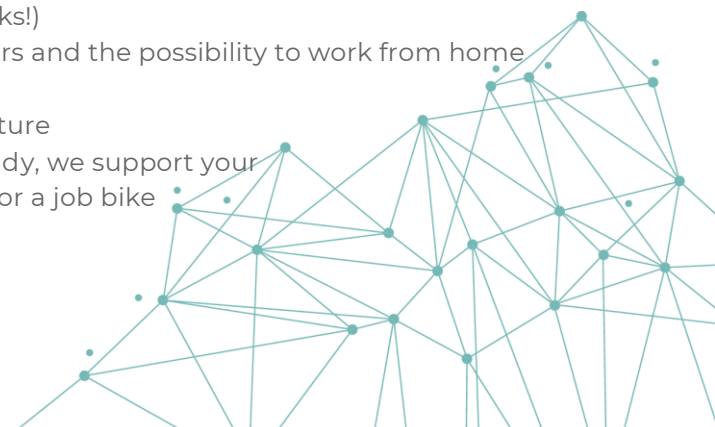 ks!)
rs and the possibility to work from home
ture
dy, we support your
or a job bike